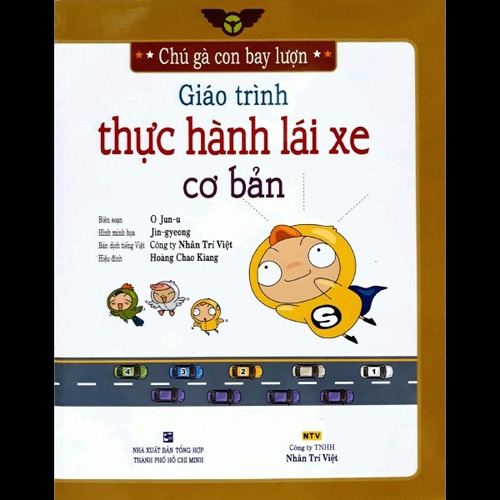 Chú gà con bay lượn
Giáo trình
thực hành lái xe
cơ bản
Biên soạn O Jun-u
Hình minh họa Jin-gyeong
Bản dịch tiếng Việt Công ty Nhân Trí Việt
Hiệu đính Hoàng Chao Kiang
S
4 3 2 1
NHÀ XUẤT BẢN TỔNG HỢP
THÀNH PHỐ HỒ CHÍ MINH
NTV
Công ty TNHH
Nhân Trí Việt